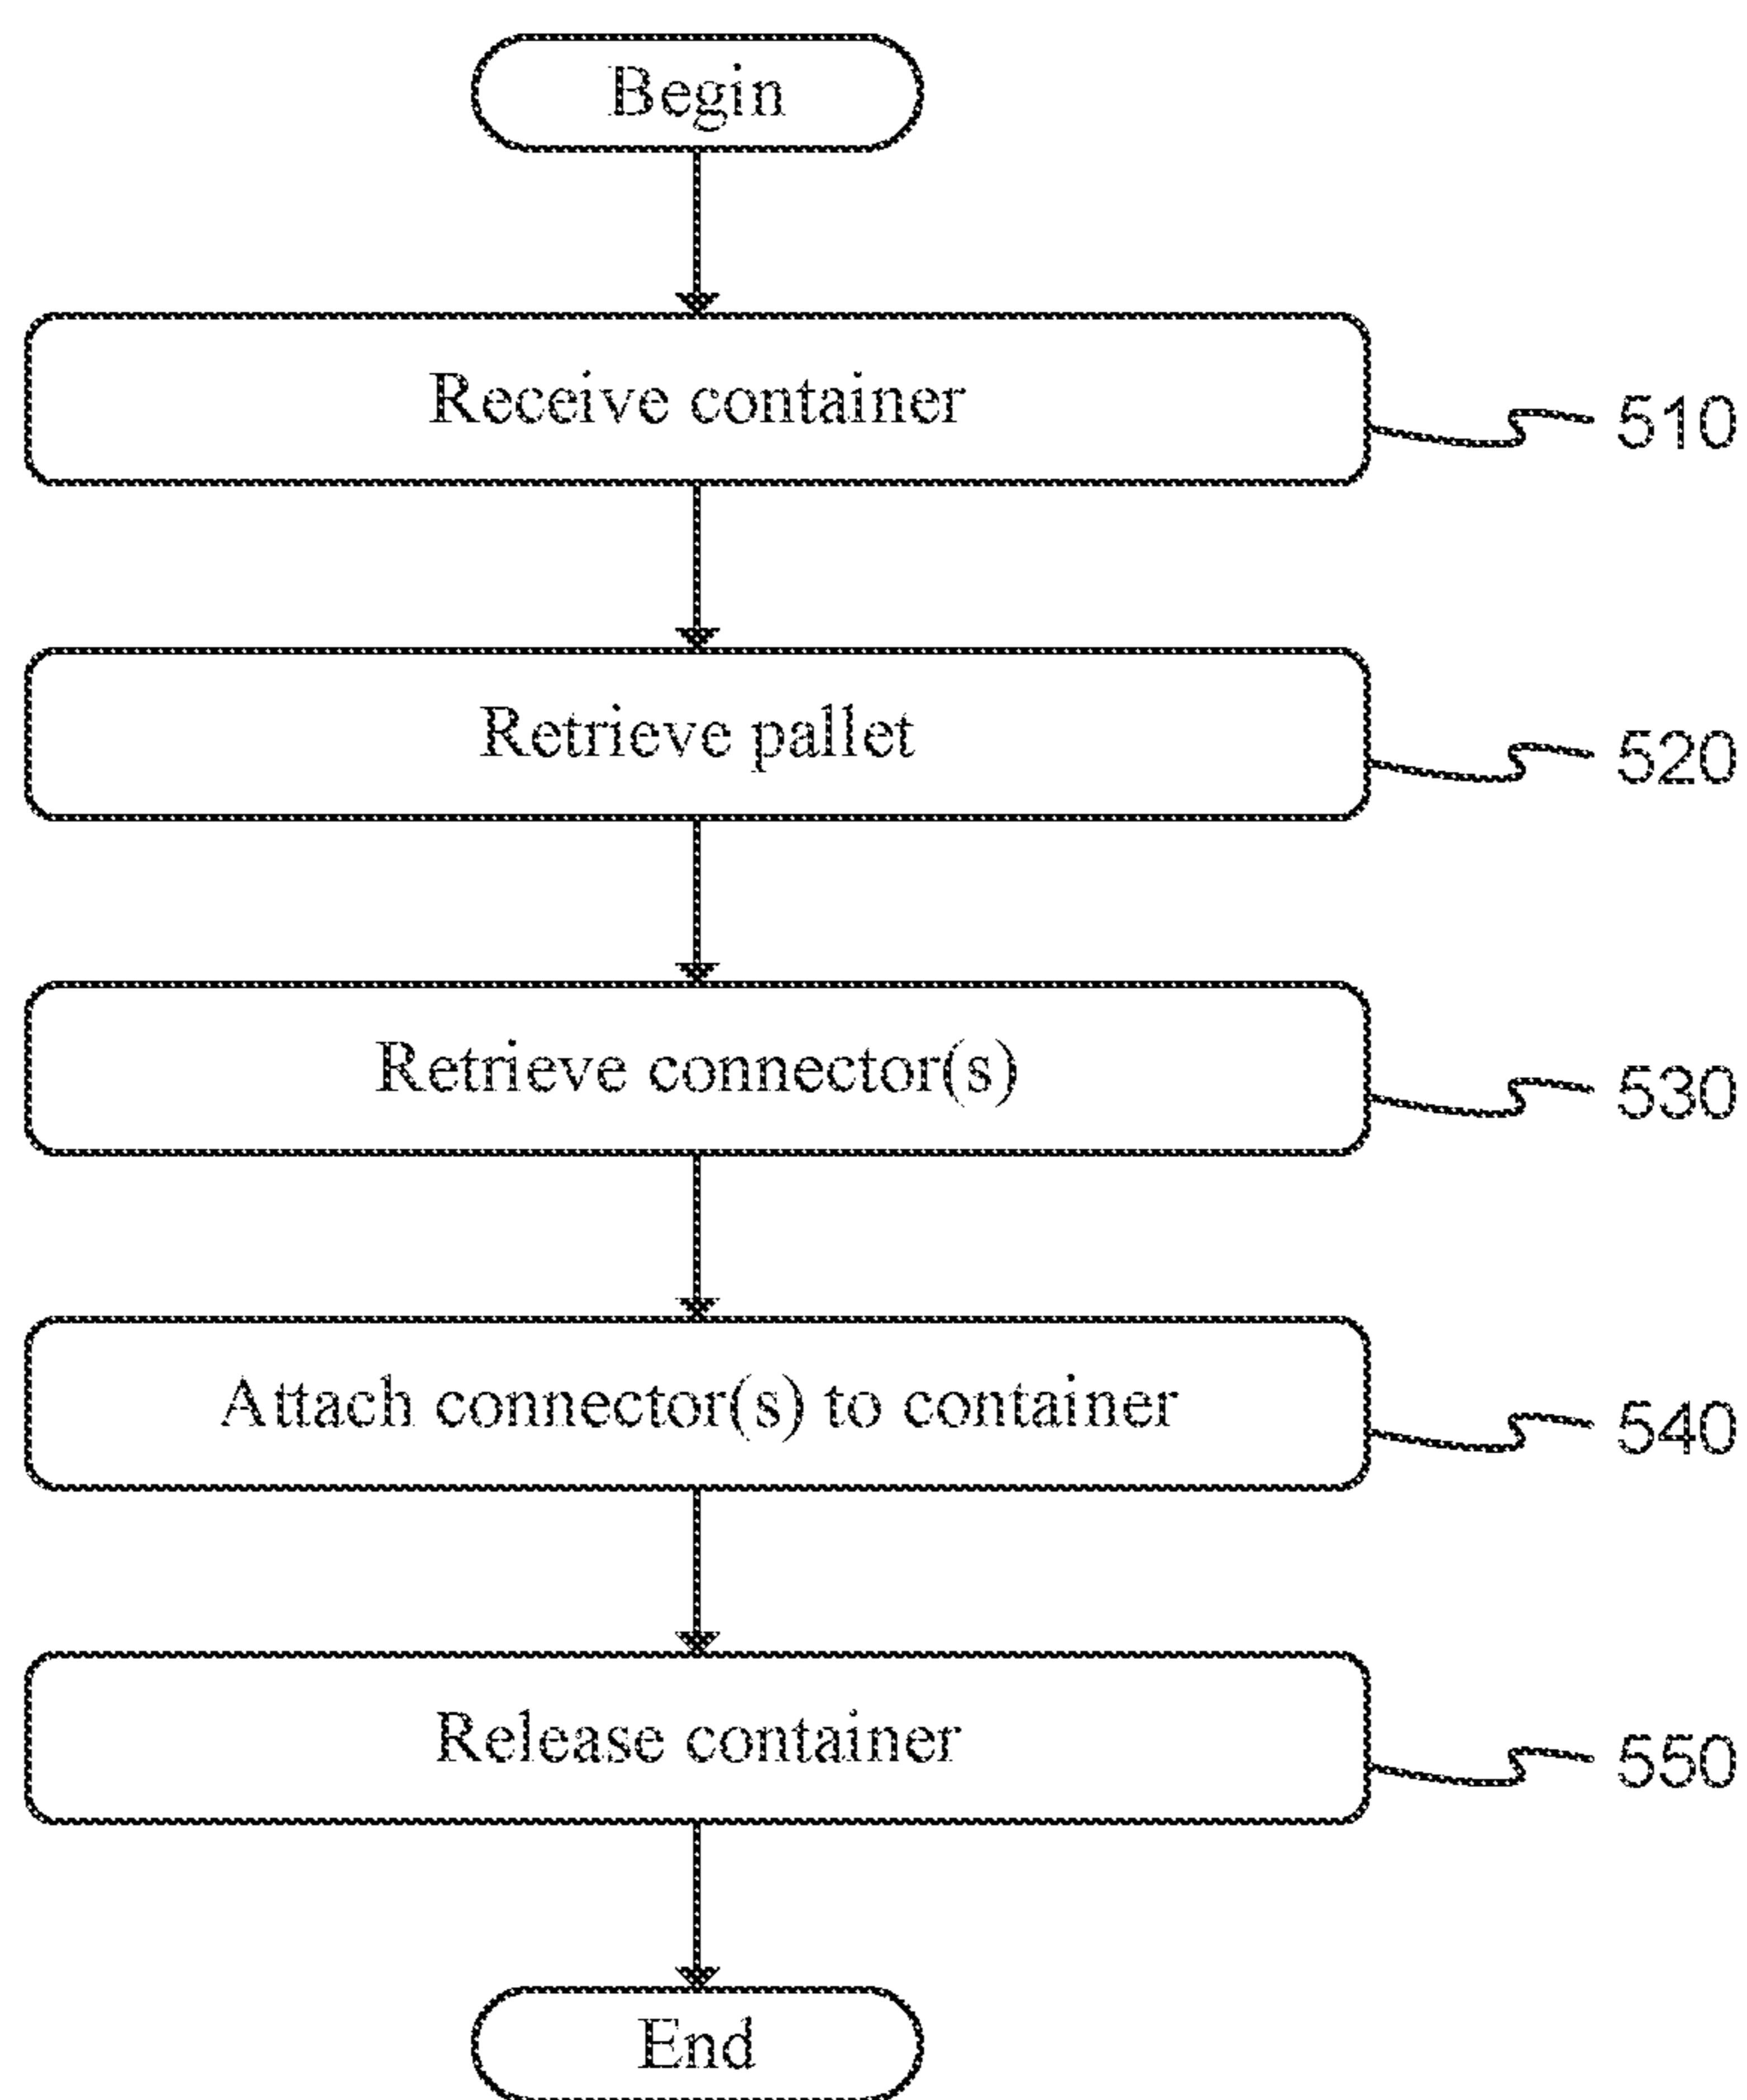 Begin
Receive container
510
Retrieve pallet
520
Retrieve connector(s)
530
Attach connector(s) to container
540
Release container
550
End